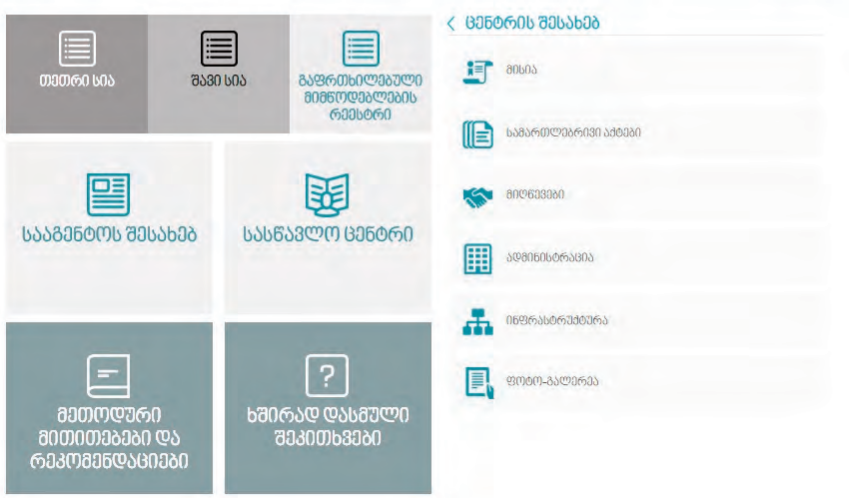 თეთრი სია
შავი სია
გაფრთხილებული
მიმწოდებლების
რეესტრი
სააგენტოს შესახებ
სასწავლო ცენტრი
მეთოდური
მითითებები და
რეკომენდაციები
ხშირად დასმული
შეკითხვები
ცენტრის შესახებ
მისია
სამართლებრივი აქტები
მიღწევები
ადმინისტრაცია
ინფრასტრუქტურა
ფოტო-გალერეა